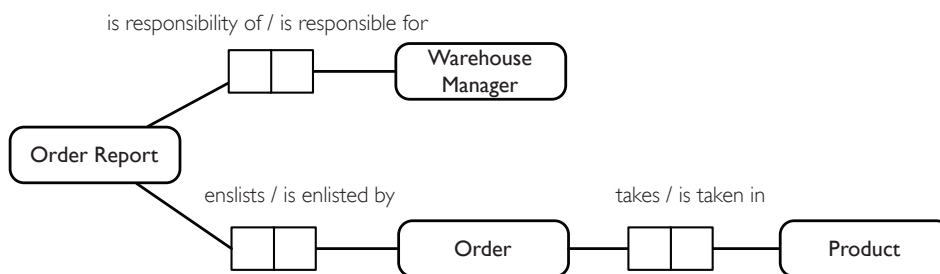 is responsibility of / is responsible for
Warehouse
Manager
Order Report
enslists / is enlisted by
takes / is taken in
Order
Product